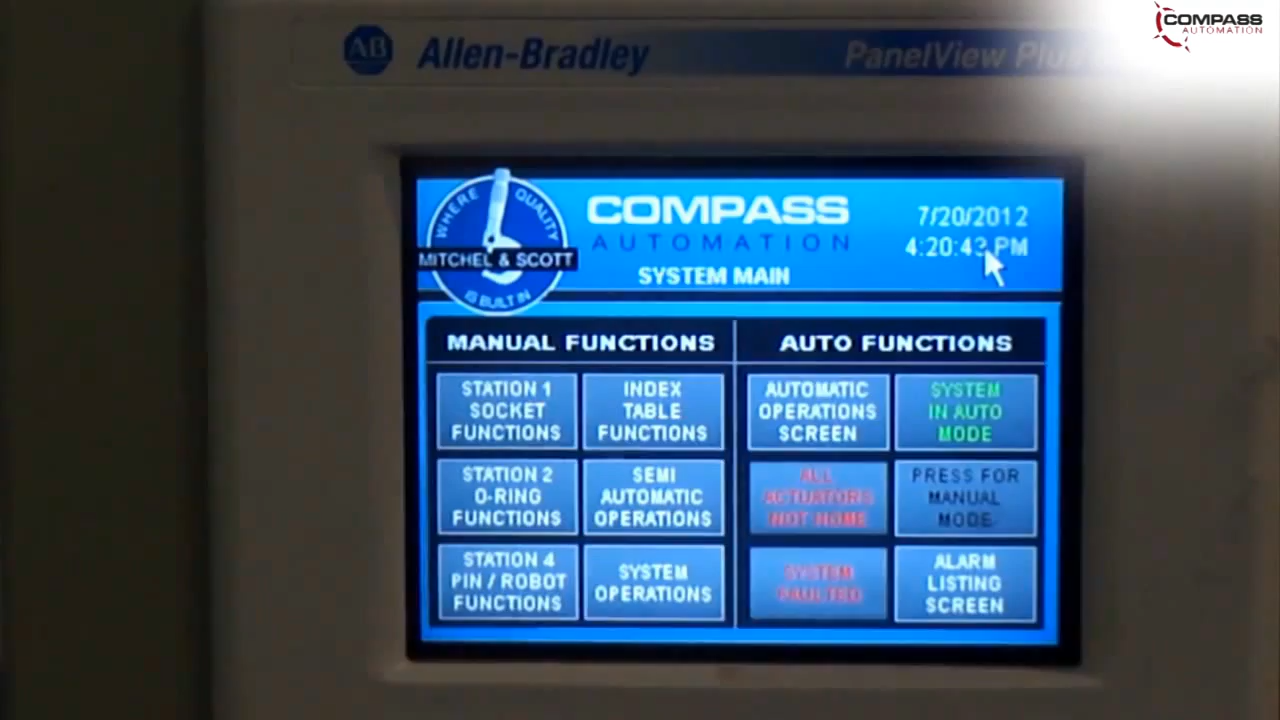 COMPASS
AUTOMATION
AB Allen-Bradley
PanelView Plus
WHERE QUALITY
MITCHEL & SCOTT
IS BUILT IN
COMPASS
AUTOMATION
SYSTEM MAIN
7/20/2012
4:20:43 PM
MANUAL FUNCTIONS
STATION 1
SOCKET
FUNCTIONS
INDEX
TABLE
FUNCTIONS
STATION 2
O-RING
FUNCTIONS
SEMI
AUTOMATIC
OPERATIONS
STATION 4
PIN / ROBOT
FUNCTIONS
SYSTEM
OPERATIONS
AUTO FUNCTIONS
AUTOMATIC
OPERATIONS
SCREEN
SYSTEM
IN AUTO
MODE
ALL
ACTUATORS
NOT HOME
PRESS FOR
MANUAL
MODE
SYSTEM
FAULTED
ALARM
LISTING
SCREEN